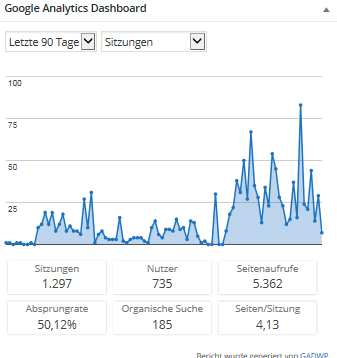 Google Analytics Dashboard
Letzte 90 Tage Sitzungen
100
75
50
25
Sitzungen Nutzer Seitenaufrufe
1.297 735 5.362
Absprungrate Organische Suche Seiten/Sitzung
50,12% 185 4,13
Bericht wurde generiert von GADWP